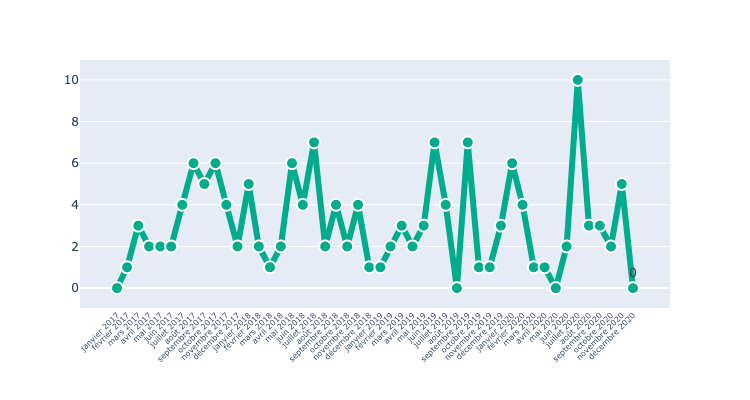 10
8
6
4
2
0
0
janvier 2017
février 2017
mars 2017
avril 2017
mai 2017
juin 2017
juillet 2017
août 2017
septembre 2017
octobre 2017
novembre 2017
décembre 2017
janvier 2018
février 2018
mars 2018
avril 2018
mai 2018
juin 2018
juillet 2018
août 2018
septembre 2018
octobre 2018
novembre 2018
décembre 2018
janvier 2019
février 2019
mars 2019
avril 2019
mai 2019
juin 2019
juillet 2019
août 2019
septembre 2019
octobre 2019
novembre 2019
décembre 2019
janvier 2020
février 2020
mars 2020
avril 2020
mai 2020
juin 2020
juillet 2020
août 2020
septembre 2020
octobre 2020
novembre 2020
décembre 2020